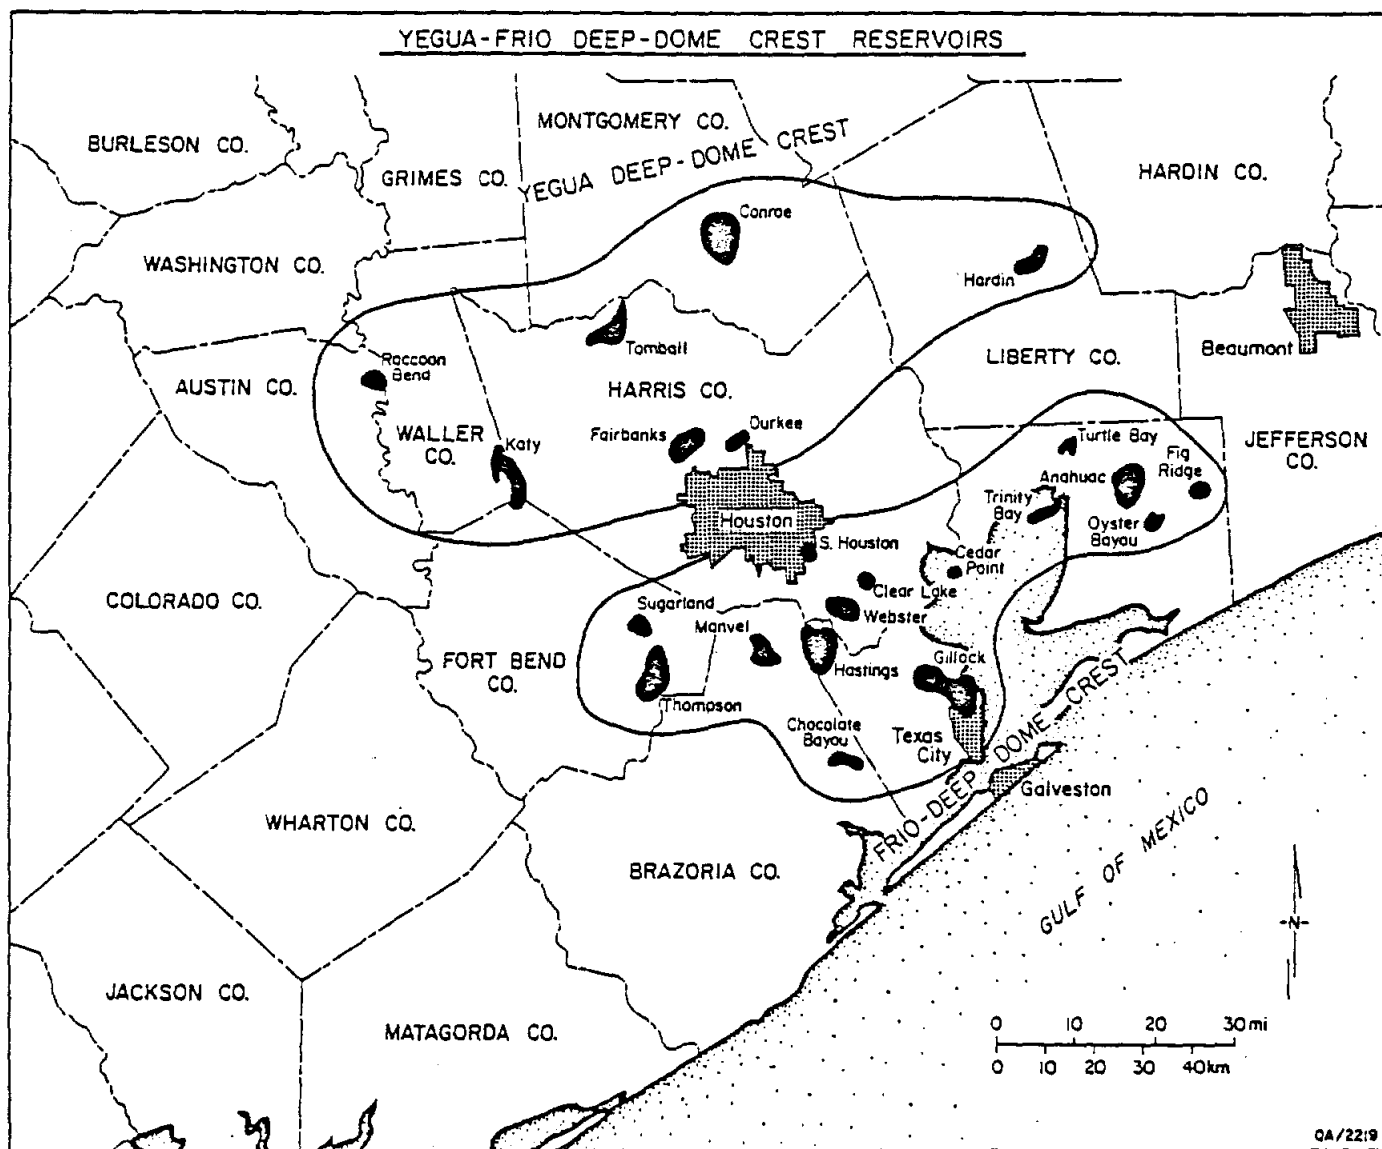 YEGUA-FRIO DEEP-DOME CREST RESERVOIRS
BURLESON CO.
GRIMES CO.
MONTGOMERY CO.
YEGUA DEEP-DOME CREST
HARDIN CO.
WASHINGTON CO.
Conroe
Hardin
Tomball
LIBERTY CO.
Beaumont
Raccoon
Bend
AUSTIN CO.
HARRIS CO.
WALLER
CO.
Katy
Fairbanks
Durkee
Turtle Bay
JEFFERSON
CO.
Fig
Ridge
Anahuac
Trinity
Bay
Oyster
Bayou
Houston
S. Houston
Cedar
Point
Clear Lake
Webster
COLORADO CO.
Sugarland
Manvel
Hastings
Gillock
FORT BEND
CO.
Thompson
Chocolate
Bayou
Texas
City
Galveston
FRIO-DEEP DOME CREST
WHARTON CO.
BRAZORIA CO.
GULF OF MEXICO
-N-
JACKSON CO.
MATAGORDA CO.
0 10 20 30 mi
0 10 20 30 40km
QA/2219